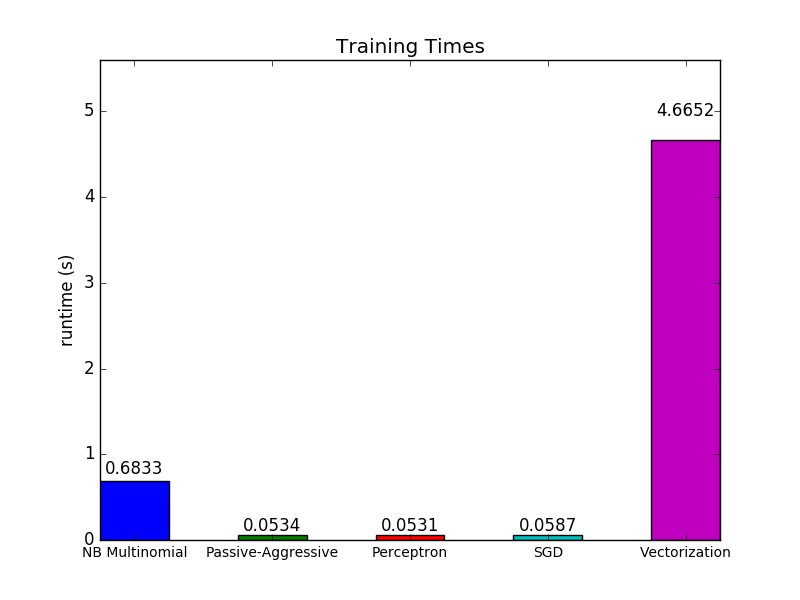 Training Times
5
4
3
2
1
0
runtime (s)
0.6833
0.0534
0.0531
0.0587
4.6652
NB Multinomial
Passive-Aggressive
Perceptron
SGD
Vectorization